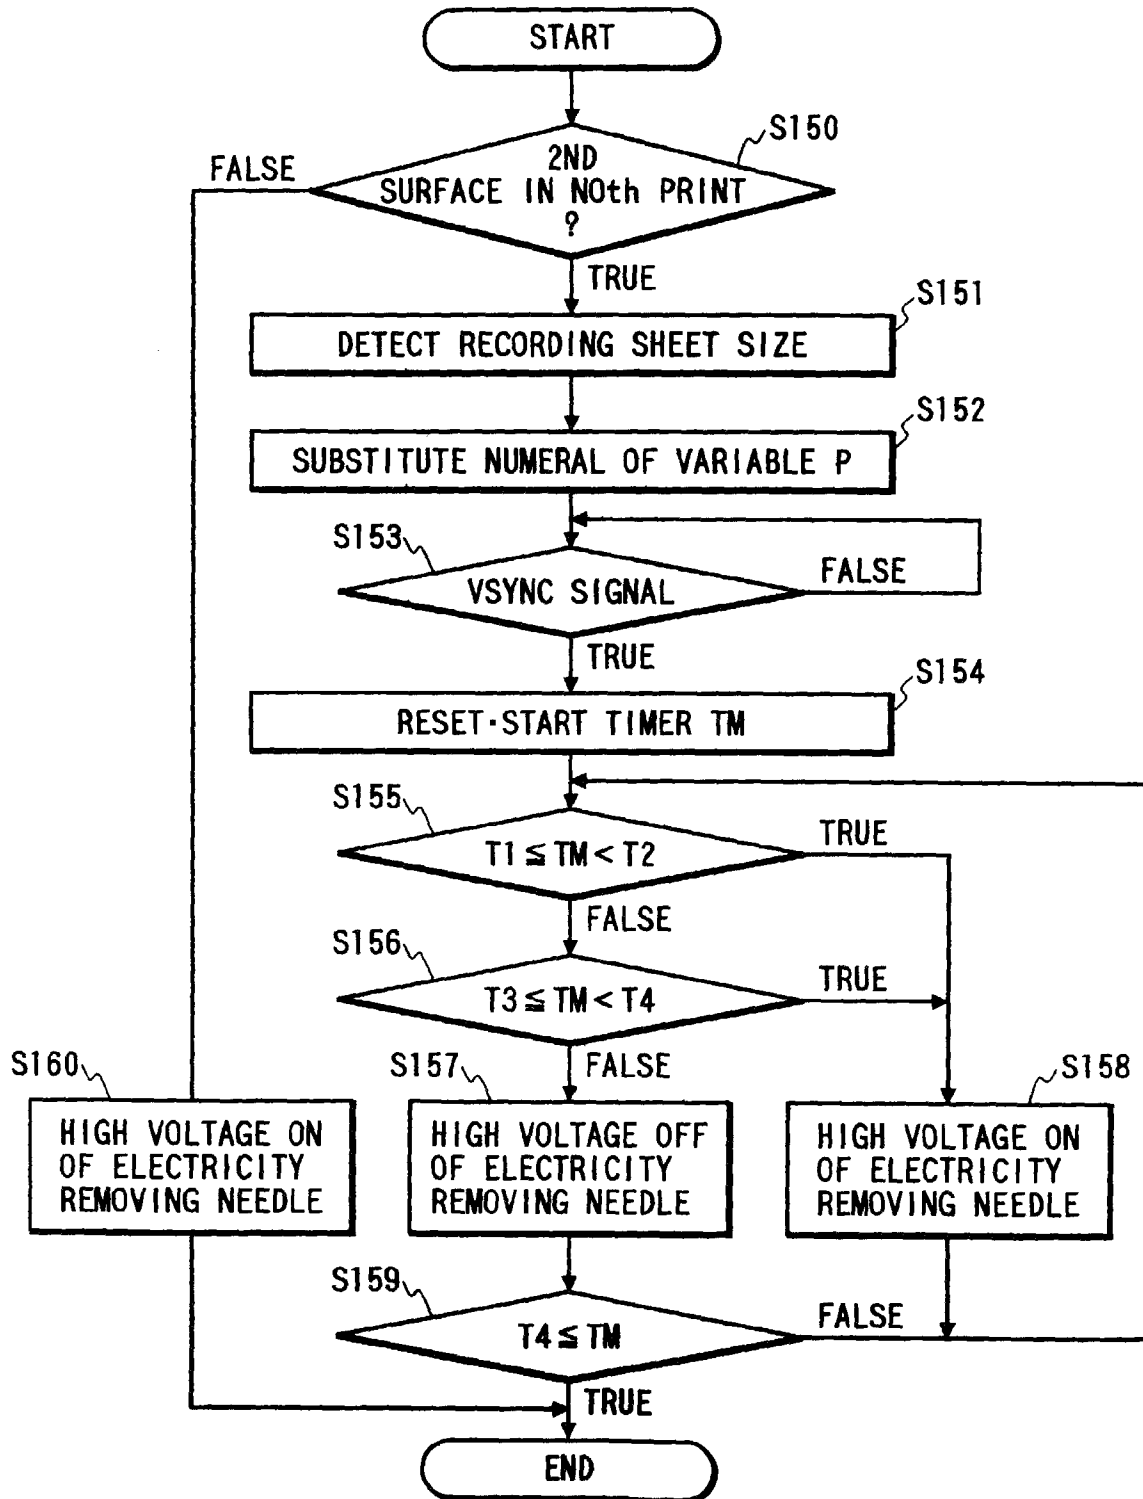 START
S150
FALSE
2ND
SURFACE IN NOth PRINT
?
TRUE
S151
DETECT RECORDING SHEET SIZE
S152
SUBSTITUTE NUMERAL OF VARIABLE P
S153
VSYNC SIGNAL
FALSE
TRUE
S154
RESET·START TIMER TM
S155
T1 ≦ TM < T2
TRUE
FALSE
S156
T3 ≦ TM < T4
TRUE
FALSE
S160
HIGH VOLTAGE ON
OF ELECTRICITY
REMOVING NEEDLE
S157
HIGH VOLTAGE OFF
OF ELECTRICITY
REMOVING NEEDLE
S158
HIGH VOLTAGE ON
OF ELECTRICITY
REMOVING NEEDLE
S159
T4 ≦ TM
FALSE
TRUE
END